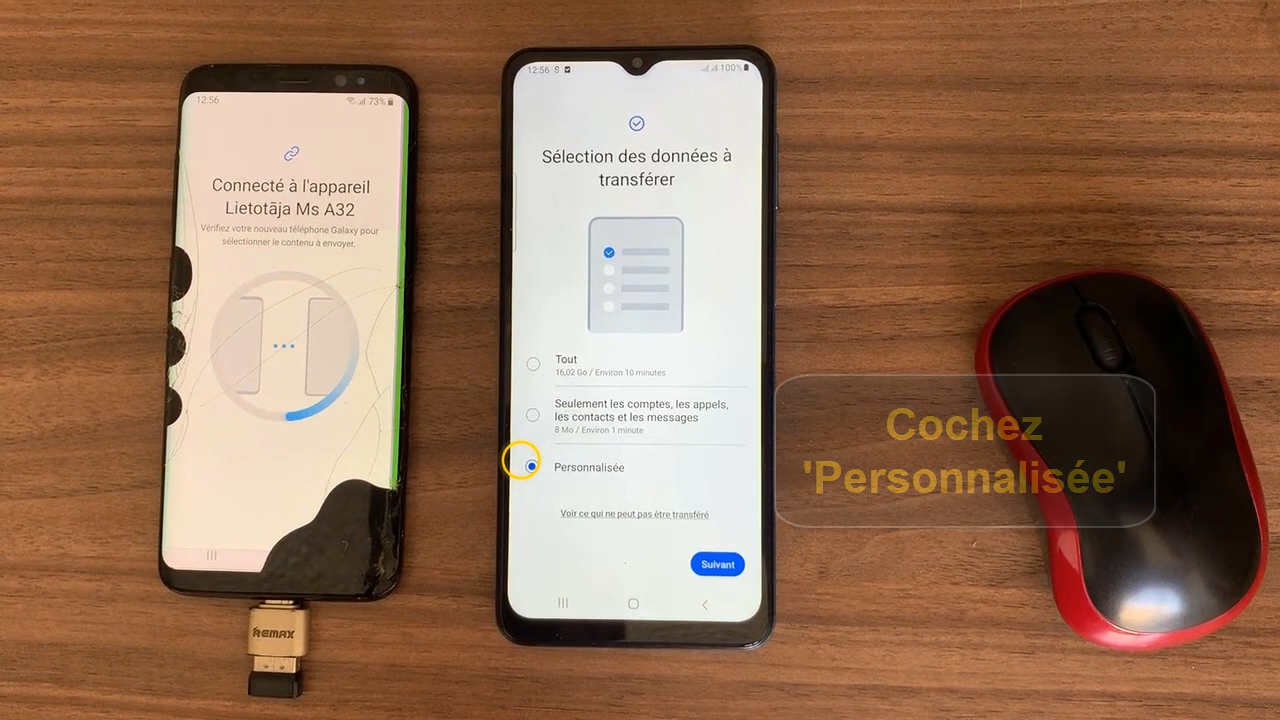 12:56
73%
Connecté à l'appareil
Lietotāja Ms A32
Vérifiez votre nouveau téléphone Galaxy pour
sélectionner le contenu à envoyer.
REMAX
12:56
100%
Sélection des données à
transférer
Tout
16,02 Go / Environ 10 minutes
Seulement les comptes, les appels,
les contacts et les messages
8 Mo / Environ 1 minute
Personnalisée
Voir ce qui ne peut pas être transféré
Suivant
Cochez
'Personnalisée'